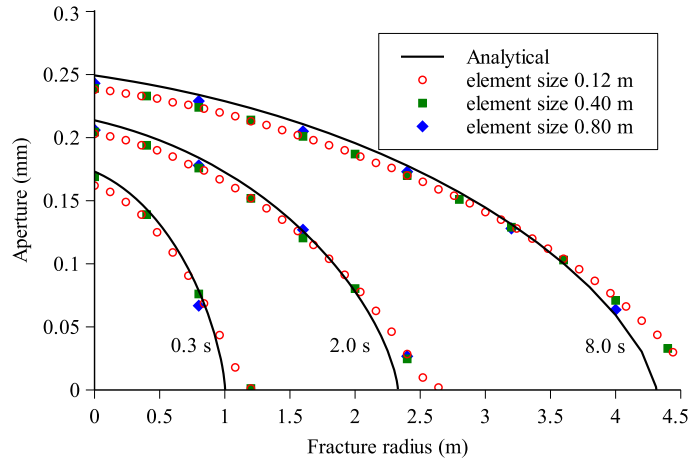 0.3
0.25
0.2
0.15
0.1
0.05
0
Aperture (mm)
Analytical
element size 0.12 m
element size 0.40 m
element size 0.80 m
0.3 s
2.0 s
8.0 s
0 0.5 1 1.5 2 2.5 3 3.5 4 4.5
Fracture radius (m)